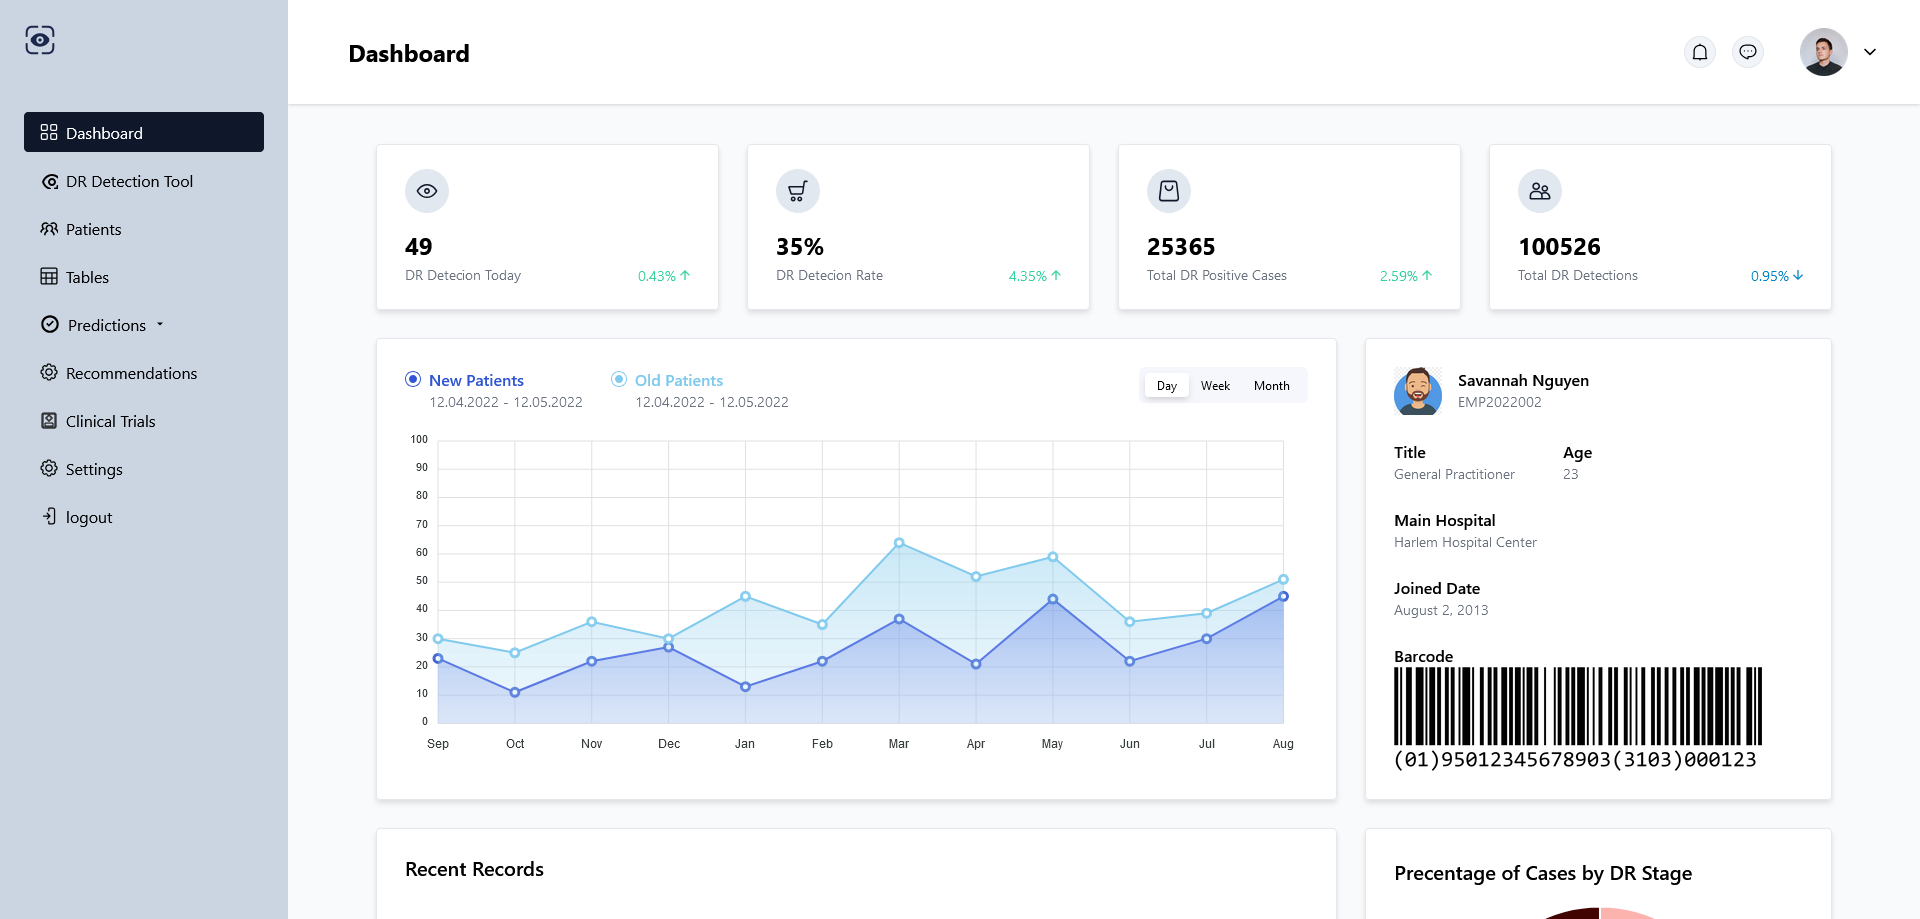 Dashboard
Dashboard
DR Detection Tool
Patients
Tables
Predictions
Recommendations
Clinical Trials
Settings
logout
49
DR Detecion Today
0.43%
35%
DR Detecion Rate
4.35%
25365
Total DR Positive Cases
2.59%
100526
Total DR Detections
0.95%
New Patients
12.04.2022 - 12.05.2022
Old Patients
12.04.2022 - 12.05.2022
Day Week Month
100
90
80
70
60
50
40
30
20
10
0
Sep Oct Nov Dec Jan Feb Mar Apr May Jun Jul Aug
Savannah Nguyen
EMP2022002
Title Age
General Practitioner 23
Main Hospital
Harlem Hospital Center
Joined Date
August 2, 2013
Barcode
(01)95012345678903(3103)000123
Recent Records
Precentage of Cases by DR Stage